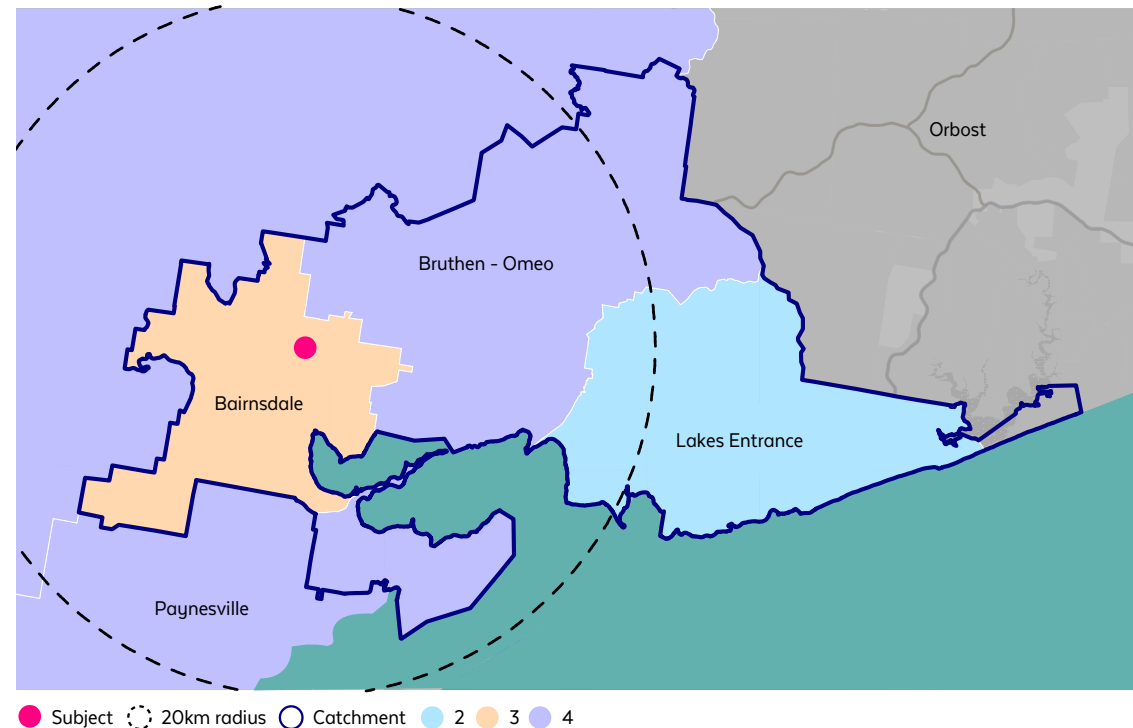 Orbost
Bruthen - Omeo
Bairnsdale
Lakes Entrance
Paynesville
Subject 20km radius Catchment 2 3 4